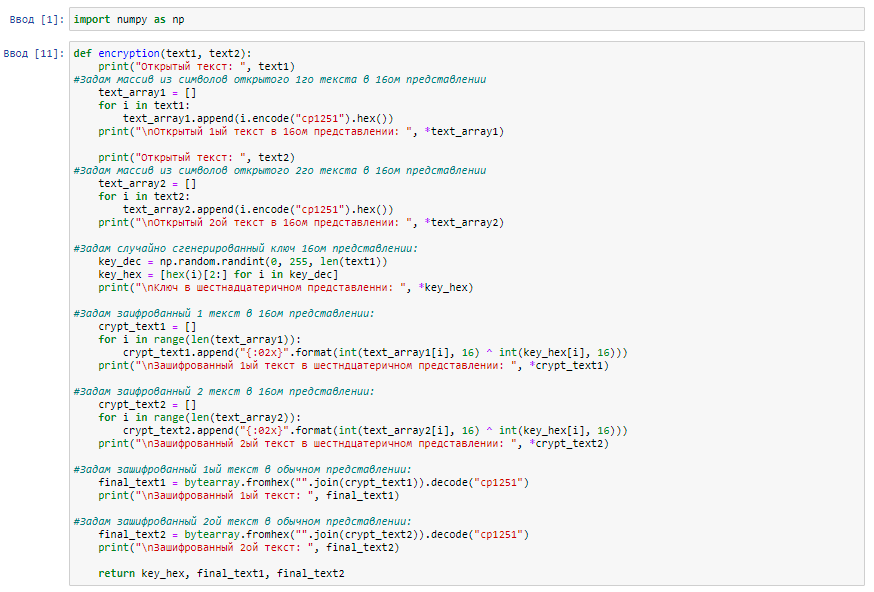 Ввод [1]: import numpy as np
Ввод [11]: def encryption(text1, text2):
    print("Открытый текст: ", text1)
#Задам массив из символов открытого 1го текста в 16ом представлении
    text_array1 = []
    for i in text1:
        text_array1.append(i.encode("cp1251").hex())
    print("\nОткрытый 1ый текст в 16ом представлении: ", *text_array1)

    print("Открытый текст: ", text2)
#Задам массив из символов открытого 2го текста в 16ом представлении
    text_array2 = []
    for i in text2:
        text_array2.append(i.encode("cp1251").hex())
    print("\nОткрытый 2ой текст в 16ом представлении: ", *text_array2)

#Задам случайно сгенерированный ключ 16ом представлении:
    key_dec = np.random.randint(0, 255, len(text1))
    key_hex = [hex(i)[2:] for i in key_dec]
    print("\nКлюч в шестнадцатеричном представленни: ", *key_hex)

#Задам заифрованный 1 текст в 16ом представлении:
    crypt_text1 = []
    for i in range(len(text_array1)):
        crypt_text1.append("{:02x}".format(int(text_array1[i], 16) ^ int(key_hex[i], 16)))
    print("\nЗашифрованный 1ый текст в шестндцатеричном представлении: ", *crypt_text1)

#Задам заифрованный 2 текст в 16ом представлении:
    crypt_text2 = []
    for i in range(len(text_array2)):
        crypt_text2.append("{:02x}".format(int(text_array2[i], 16) ^ int(key_hex[i], 16)))
    print("\nЗашифрованный 2ый текст в шестндцатеричном представлении: ", *crypt_text2)

#Задам зашифрованный 1ый текст в обычном представлении:
    final_text1 = bytearray.fromhex("".join(crypt_text1)).decode("cp1251")
    print("\nЗашифрованный 1ый текст: ", final_text1)

#Задам зашифрованный 2ой текст в обычном представлении:
    final_text2 = bytearray.fromhex("".join(crypt_text2)).decode("cp1251")
    print("\nЗашифрованный 2ой текст: ", final_text2)

    return key_hex, final_text1, final_text2